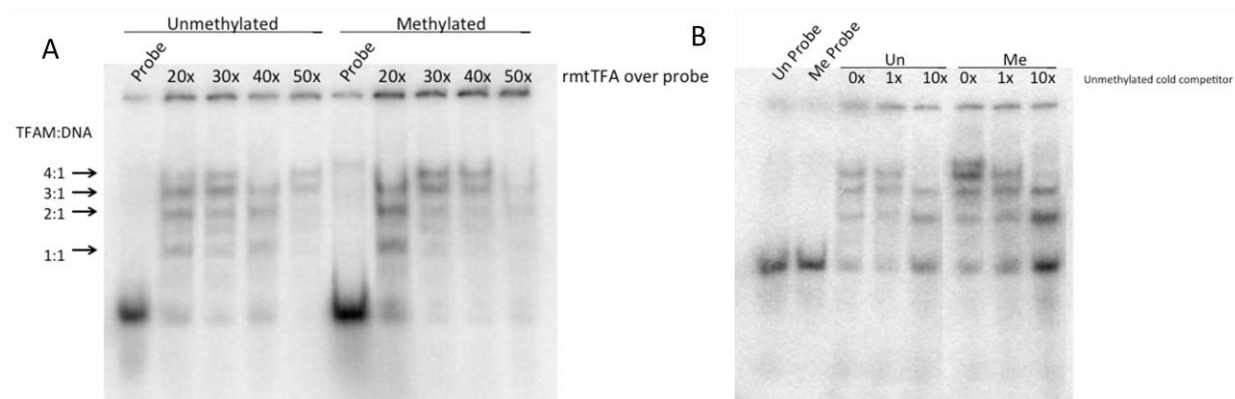 A
Unmethylated Methylated
Probe 20x 30x 40x 50x Probe 20x 30x 40x 50x rmtTFA over probe
TFAM:DNA
4:1
3:1
2:1
1:1
B
Un Probe Me Probe Un Me
0x 1x 10x 0x 1x 10x Unmethylated cold competitor